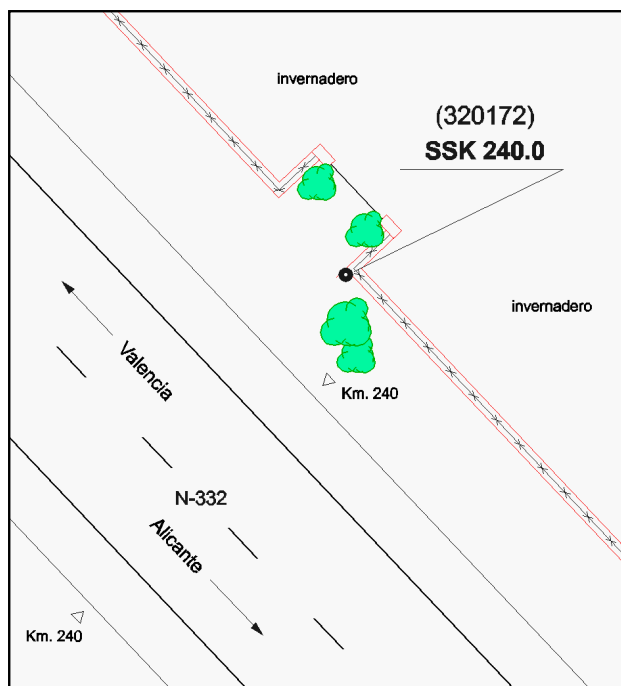 invernadero
(320172)
SSK 240.0
invernadero
Valencia
Km. 240
N-332
Alicante
Km. 240